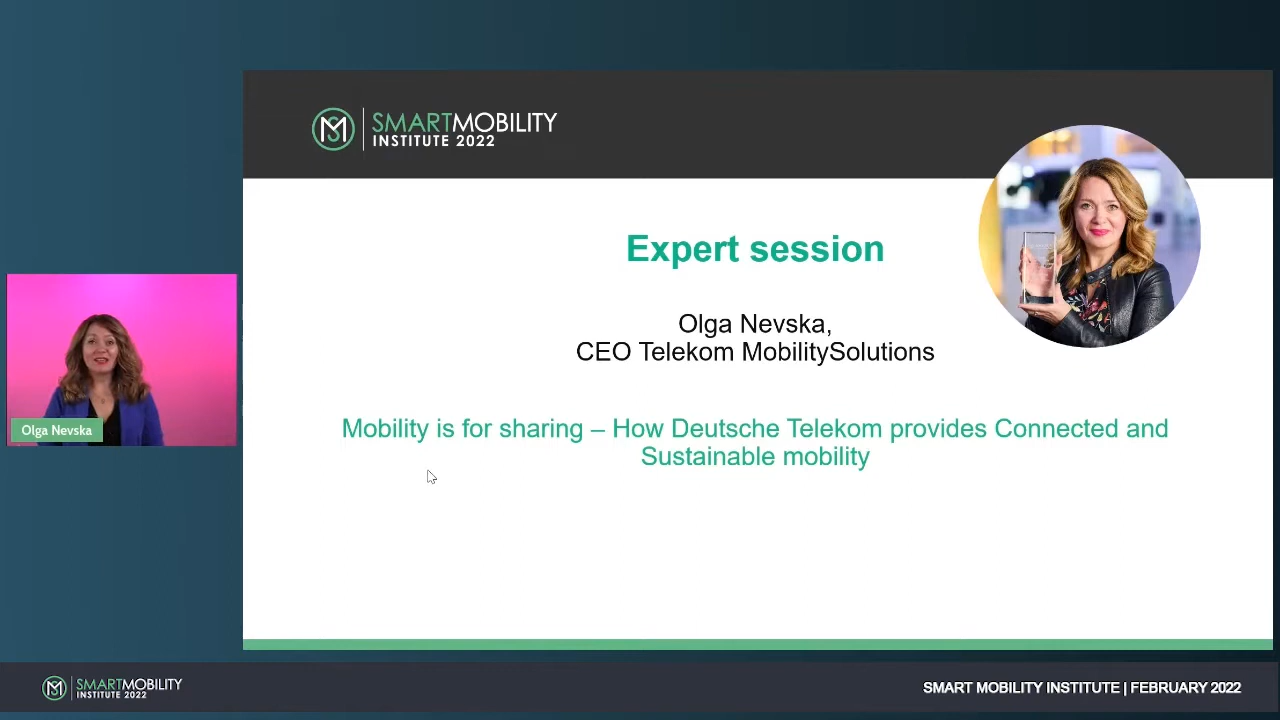 SMARTMOBILITY
INSTITUTE 2022
Expert session
Olga Nevska,
CEO Telekom MobilitySolutions
Mobility is for sharing – How Deutsche Telekom provides Connected and
Sustainable mobility
Olga Nevska
SMARTMOBILITY
INSTITUTE 2022
SMART MOBILITY INSTITUTE | FEBRUARY 2022